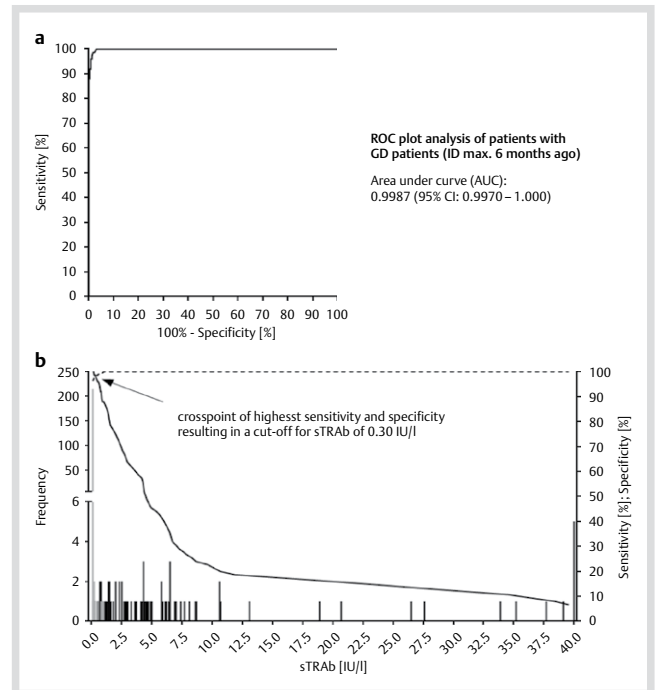 a
100
90
80
70
60
50
40
30
20
10
0
Sensitivity [%]
0 10 20 30 40 50 60 70 80 90 100
100% - Specificity [%]
ROC plot analysis of patients with
GD patients (ID max. 6 months ago)
Area under curve (AUC):
0.9987 (95% CI: 0.9970 – 1.000)
b
250
200
150
100
50
6
4
2
0
Frequency
crosspoint of highesst sensitivity and specificity
resulting in a cut-off for sTRAb of 0.30 IU/l
100
90
80
70
60
50
40
30
20
10
0
Sensitivity [%]; Specificity [%]
0.0 2.5 5.0 7.5 10.0 12.5 15.0 17.5 20.0 22.5 25.0 27.5 30.0 32.5 35.0 37.5 40.0
sTRAb [IU/l]